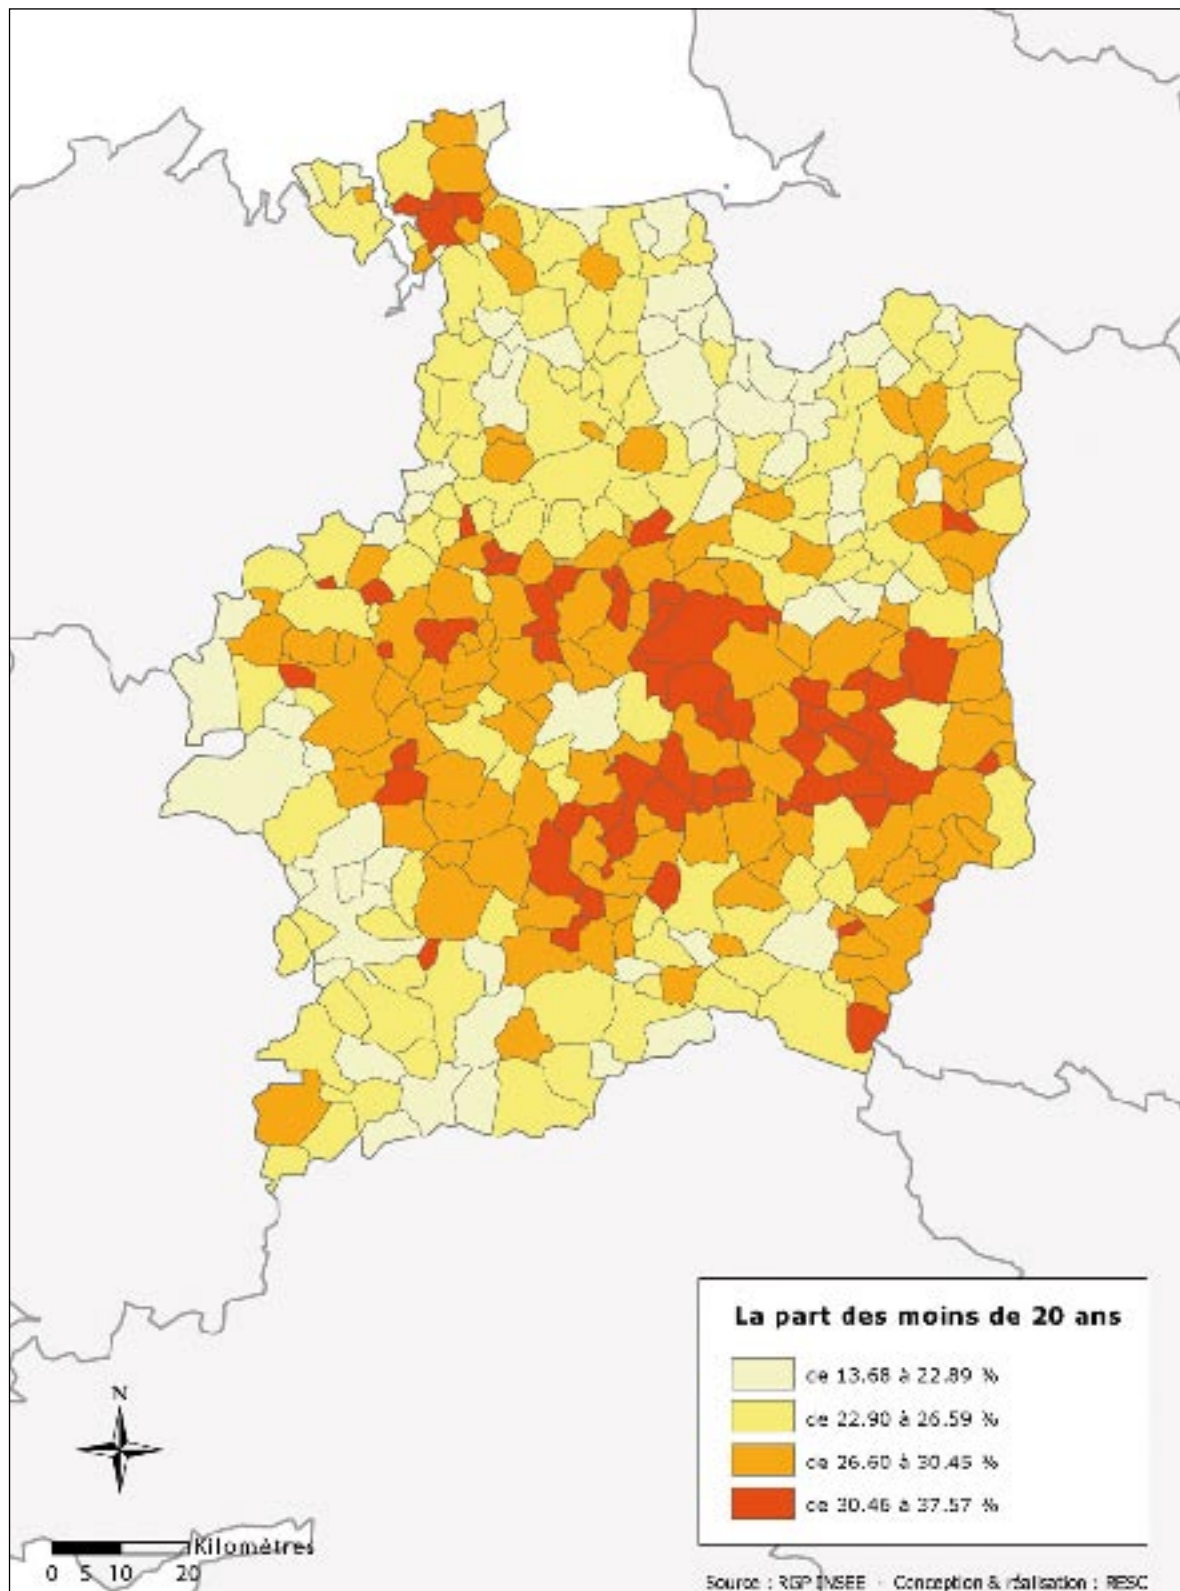 La part des moins de 20 ans
de 13.68 à 22.89 %
de 22.90 à 26.59 %
de 26.60 à 30.45 %
de 30.46 à 37.57 %
N
Kilomètres
0 5 10 20
Source : RGP INSEE - Conception & réalisation : RESO